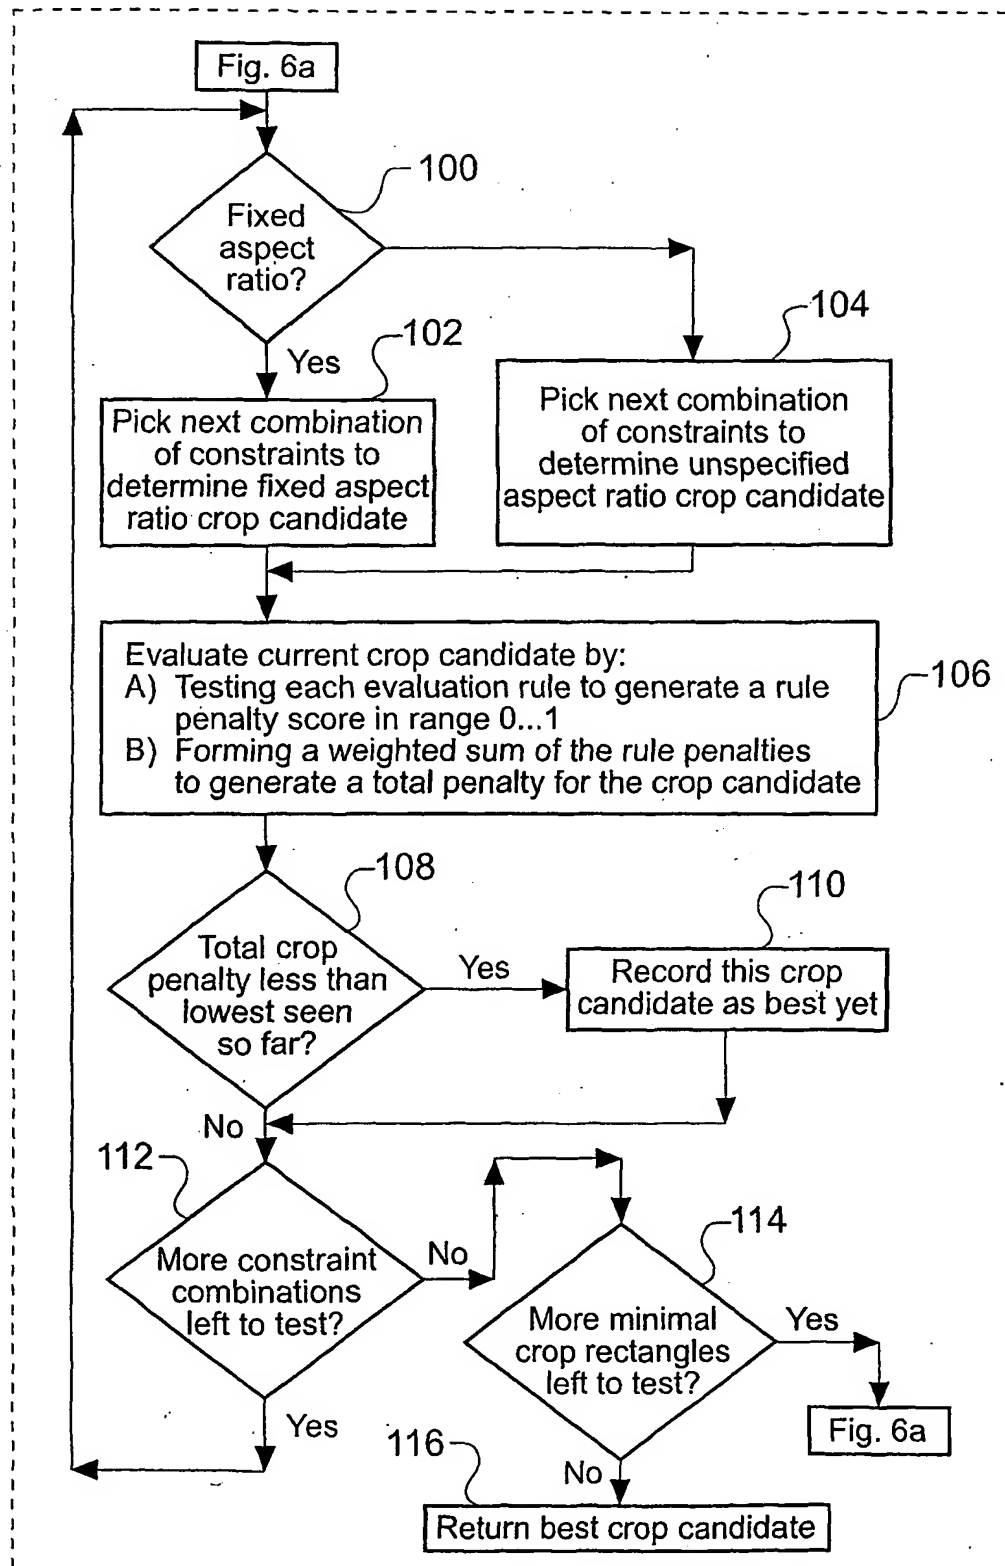 Fig. 6a
100
Fixed
aspect
ratio?
Yes
102
104
Pick next combination
of constraints to
determine fixed aspect
ratio crop candidate
Pick next combination
of constraints to
determine unspecified
aspect ratio crop candidate
Evaluate current crop candidate by:
A) Testing each evaluation rule to generate a rule
penalty score in range 0...1
B) Forming a weighted sum of the rule penalties
to generate a total penalty for the crop candidate
106
108
Total crop
penalty less than
lowest seen
so far?
Yes
110
Record this crop
candidate as best yet
No
112
More constraint
combinations
left to test?
No
114
More minimal
crop rectangles
left to test?
Yes
Fig. 6a
Yes
116
No
Return best crop candidate